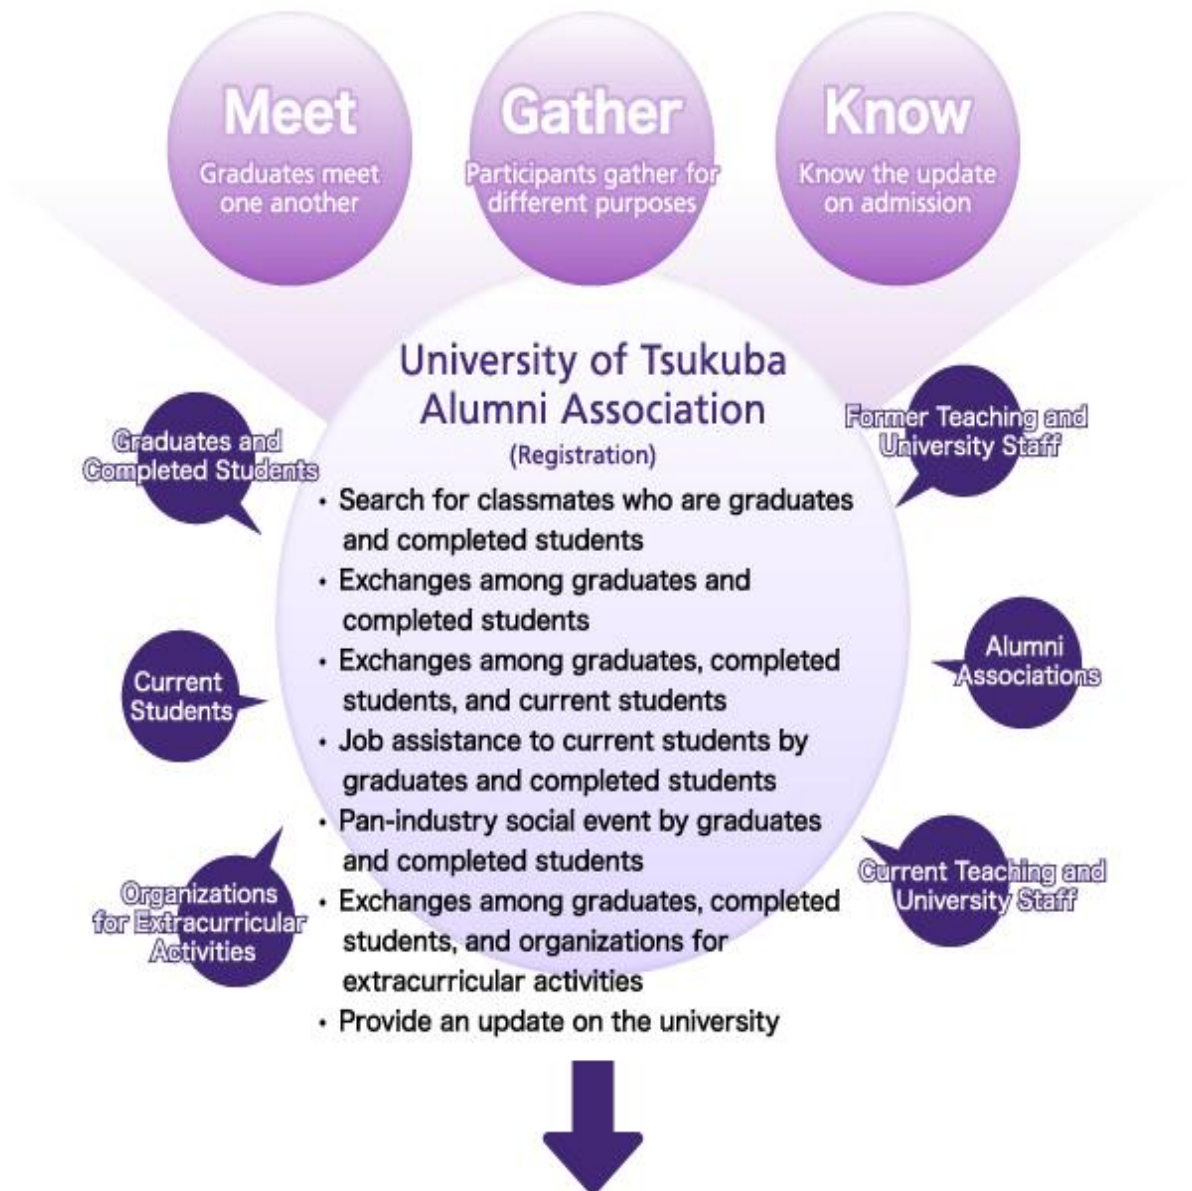 Meet
Graduates meet
one another
Gather
Participants gather for
different purposes
Know
Know the update
on admission
University of Tsukuba
Alumni Association
(Registration)
・Search for classmates who are graduates
and completed students
・Exchanges among graduates and
completed students
・Exchanges among graduates, completed
students, and current students
・Job assistance to current students by
graduates and completed students
・Pan-industry social event by graduates
and completed students
・Exchanges among graduates, completed
students, and organizations for
extracurricular activities
・Provide an update on the university
Graduates and
Completed Students
Current
Students
Organizations
for Extracurricular
Activities
Former Teaching and
University Staff
Alumni
Associations
Current Teaching and
University Staff